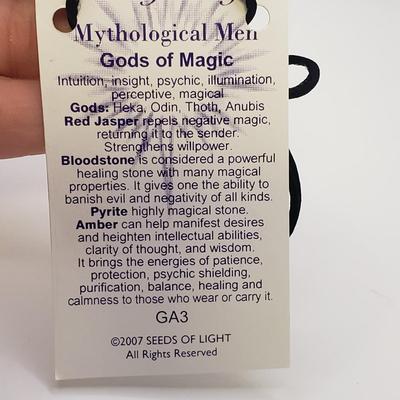 Mythological Men
Gods of Magic
Intuition, insight, psychic, illumination,
perceptive, magical
Gods: Heka, Odin, Thoth, Anubis
Red Jasper repels negative magic,
returning it to the sender.
Strengthens willpower.
Bloodstone is considered a powerful
healing stone with many magical
properties. It gives one the ability to
banish evil and negativity of all kinds.
Pyrite highly magical stone.
Amber can help manifest desires
and heighten intellectual abilities,
clarity of thought, and wisdom.
It brings the energies of patience,
protection, psychic shielding,
purification, balance, healing and
calmness to those who wear or carry it.
GA3
©2007 SEEDS OF LIGHT
All Rights Reserved